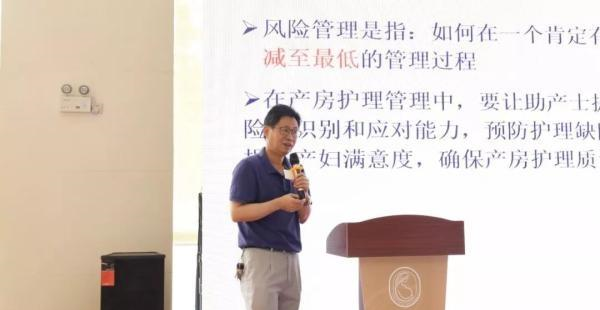 ➤风险管理是指：如何在一个肯定
减至最低的管理过程
➤在产房护理管理中，要让助产士
险 识别和应对能力，预防护理缺
产妇满意度，确保产房护理质